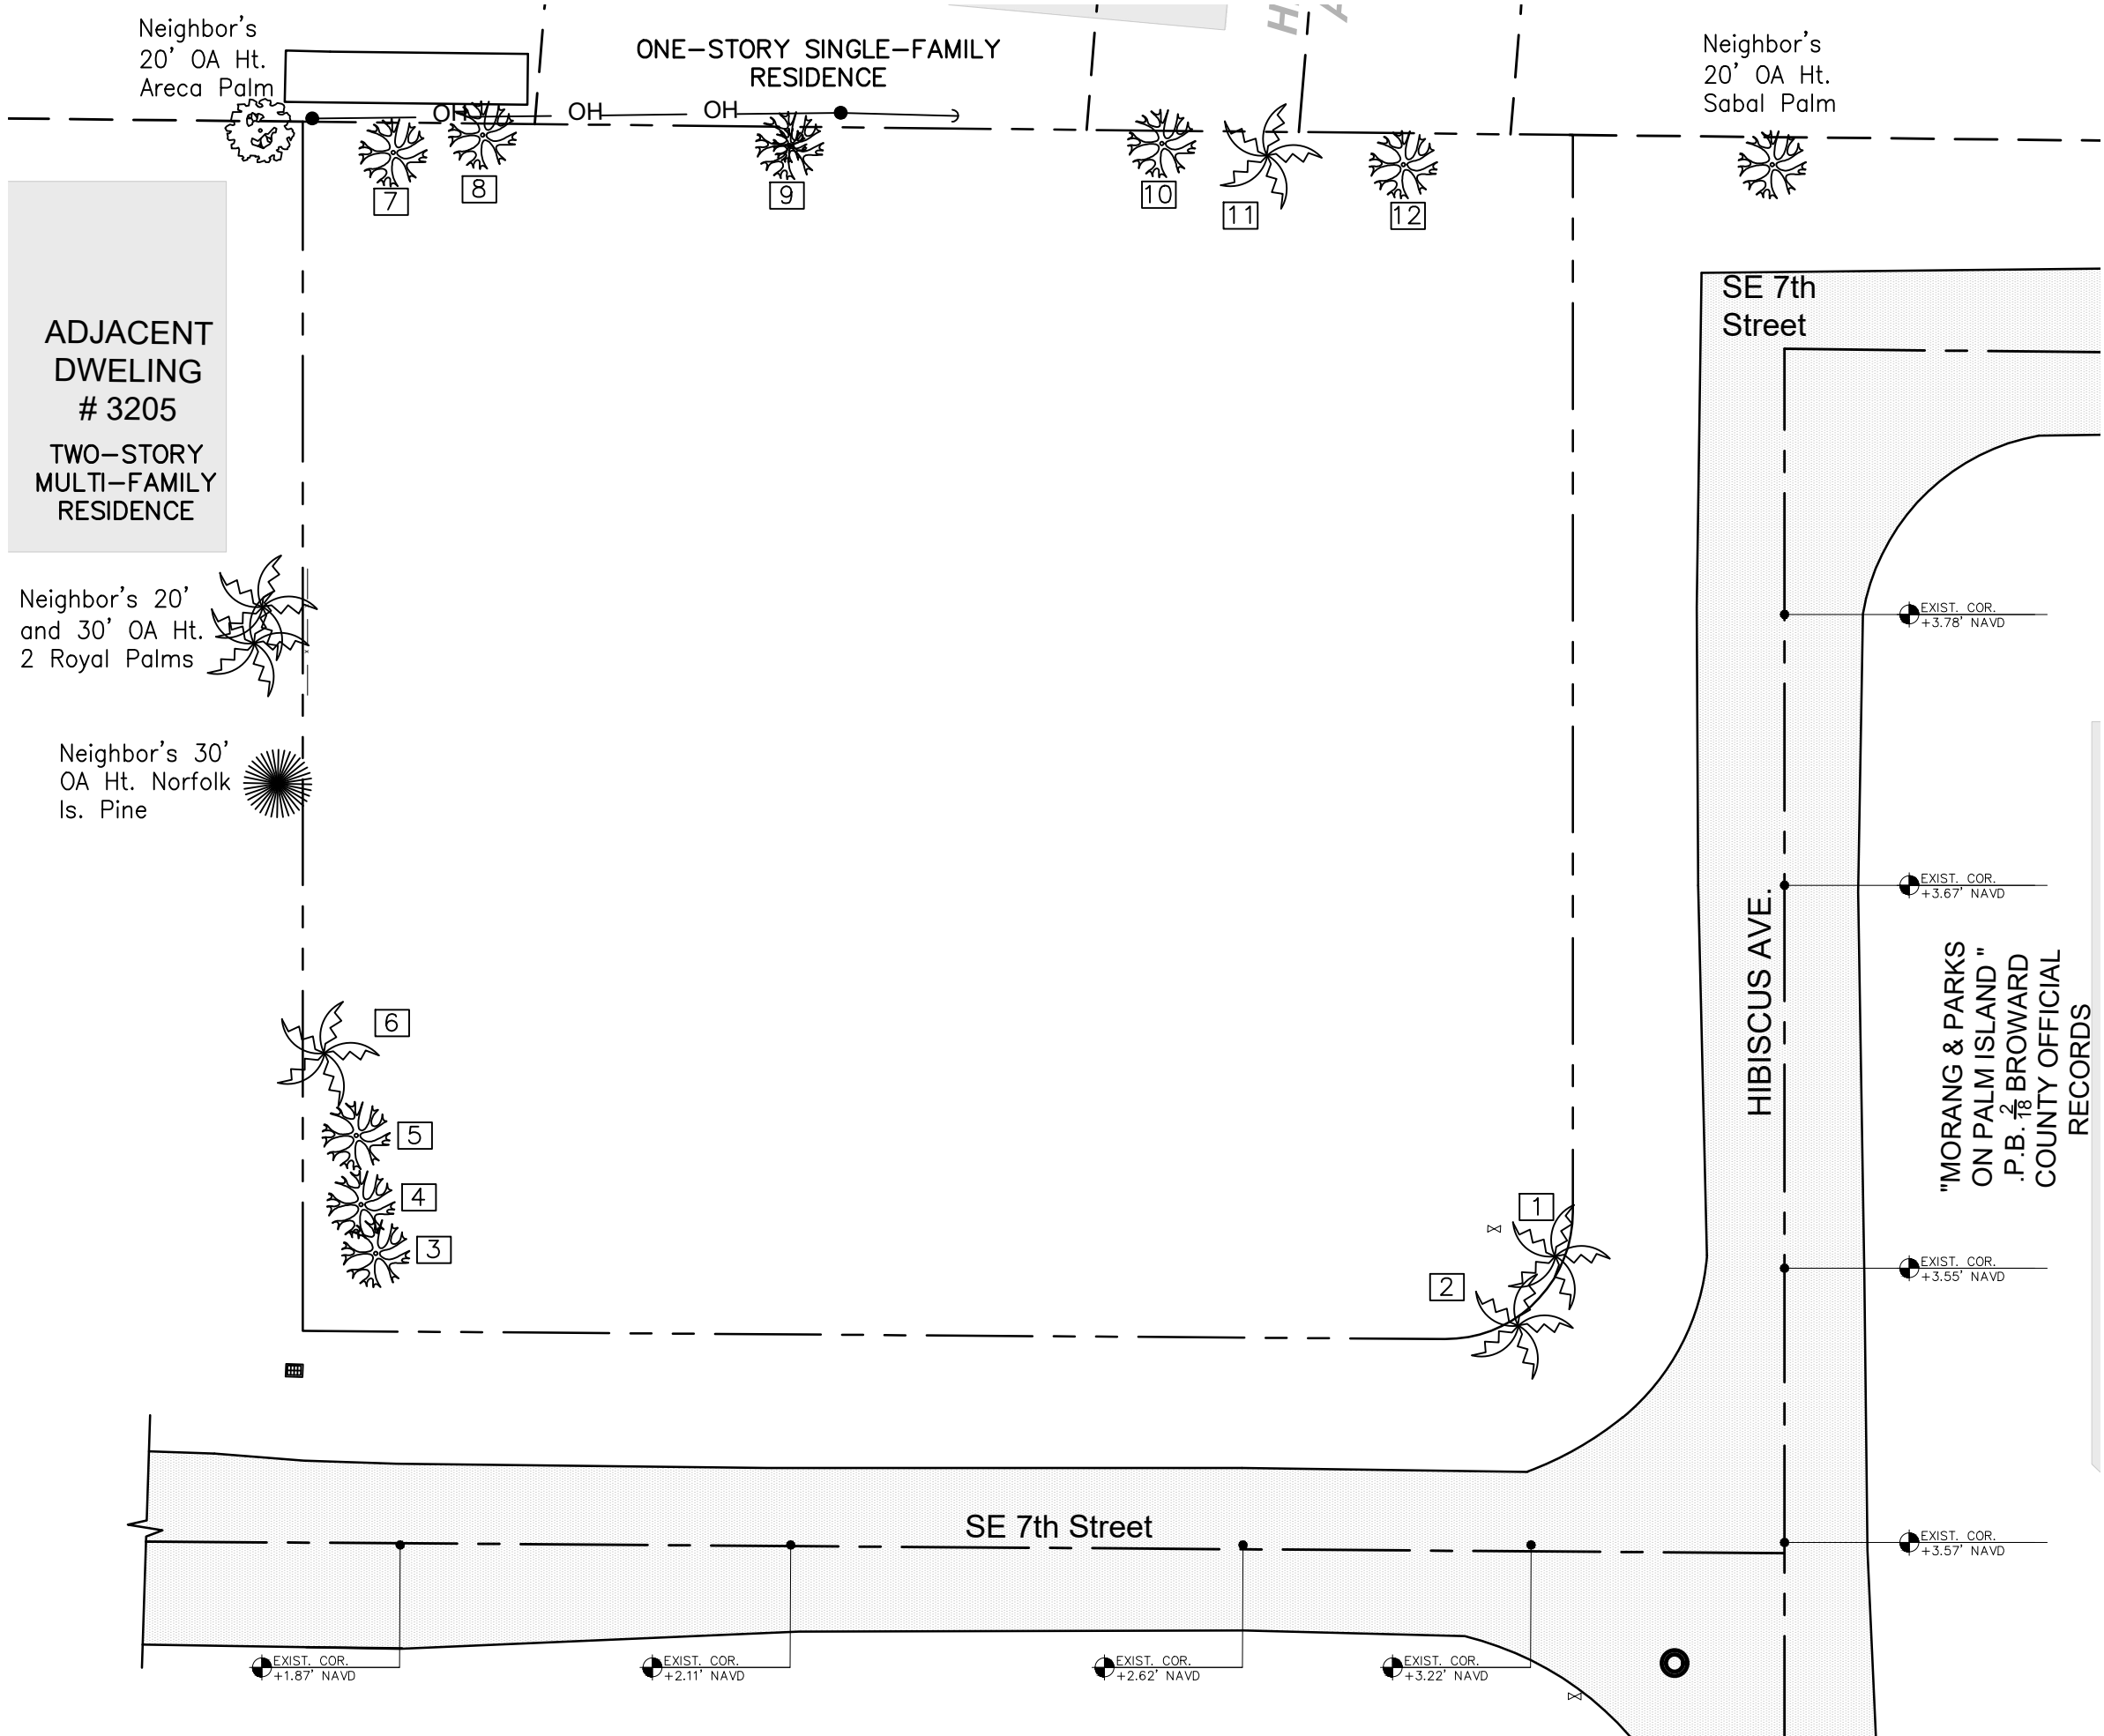 Neighbor's
20' OA Ht.
Areca Palm
ONE-STORY SINGLE-FAMILY
RESIDENCE
Neighbor's
20' OA Ht.
Sabal Palm
OH
OH
OH
7
8
9
10
11
12
SE 7th
Street
ADJACENT
DWELING
# 3205
TWO-STORY
MULTI-FAMILY
RESIDENCE
Neighbor's 20'
and 30' OA Ht.
2 Royal Palms
EXIST. COR.
+3.78' NAVD
Neighbor's 30'
OA Ht. Norfolk
Is. Pine
EXIST. COR.
+3.67' NAVD
HIBISCUS AVE.
"MORANG & PARKS
ON PALM ISLAND "
.P.B. 2/18 BROWARD
COUNTY OFFICIAL
RECORDS
6
5
4
3
1
2
EXIST. COR.
+3.55' NAVD
SE 7th Street
EXIST. COR.
+3.57' NAVD
EXIST. COR.
+1.87' NAVD
EXIST. COR.
+2.11' NAVD
EXIST. COR.
+2.62' NAVD
EXIST. COR.
+3.22' NAVD